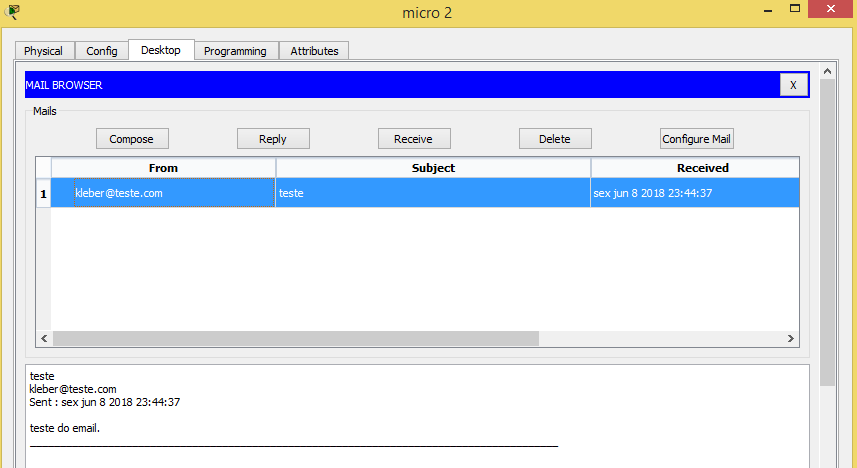 micro 2
Physical Config Desktop Programming Attributes
MAIL BROWSER X
Mails
Compose Reply Receive Delete Configure Mail
From Subject Received
1 kleber@teste.com teste sex jun 8 2018 23:44:37
teste
kleber@teste.com
Sent : sex jun 8 2018 23:44:37
teste do email.